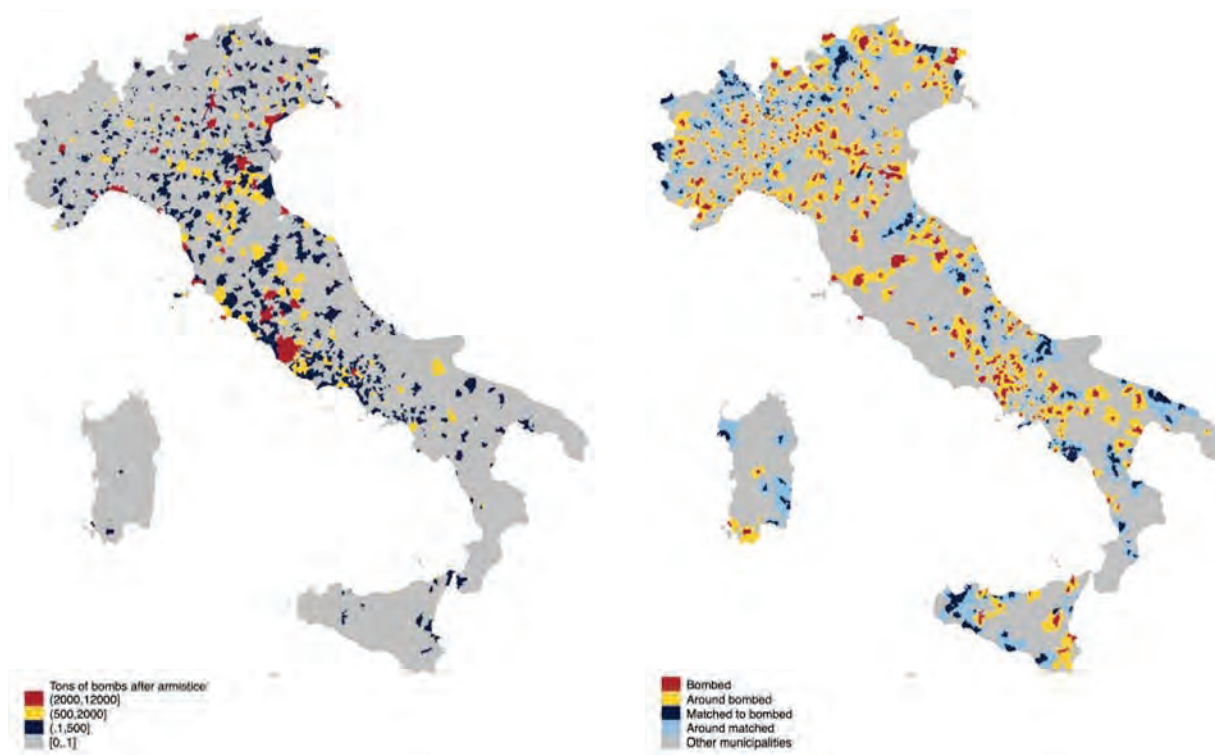 Tons of bombs after armistice
(2000,12000]
(500,2000]
(.1,500]
[0,.1]
Bombed
Around bombed
Matched to bombed
Around matched
Other municipalities